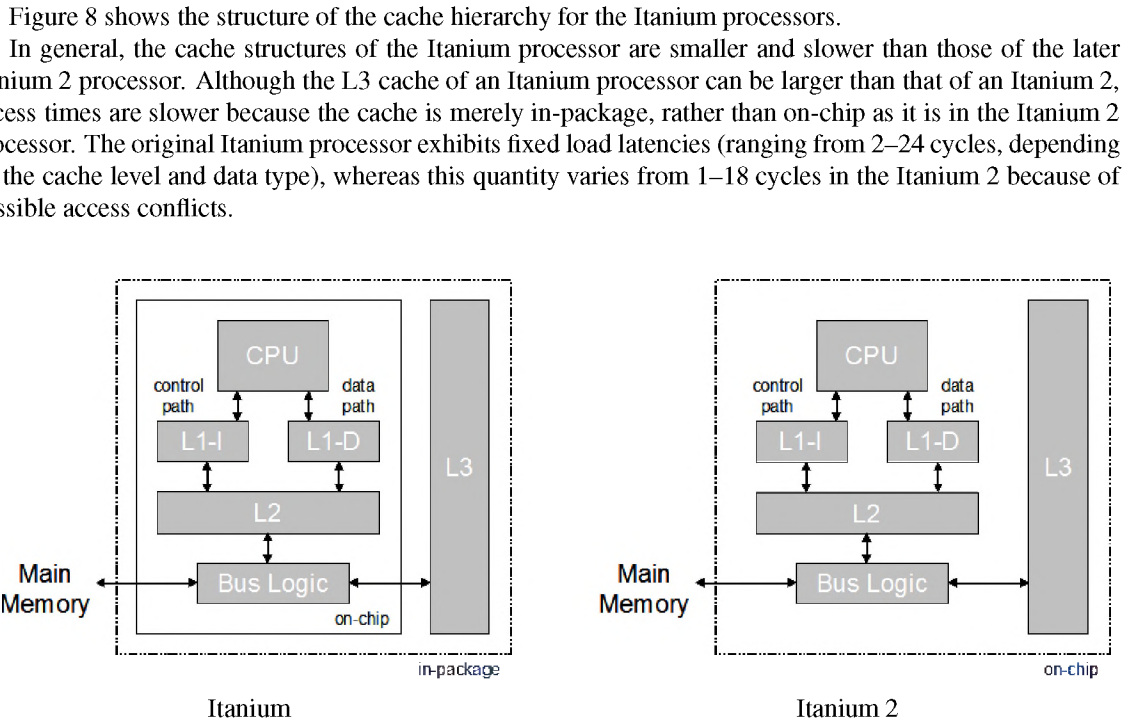 Figure 8 shows the structure of the cache hierarchy for the Itanium processors.
In general, the cache structures of the Itanium processor are smaller and slower than those of the later
nium 2 processor. Although the L3 cache of an Itanium processor can be larger than that of an Itanium 2,
cess times are slower because the cache is merely in-package, rather than on-chip as it is in the Itanium 2
ocessor. The original Itanium processor exhibits fixed load latencies (ranging from 2–24 cycles, depending
the cache level and data type), whereas this quantity varies from 1–18 cycles in the Itanium 2 because of
ssible access conflicts.
CPU
control path
data path
L1-I
L1-D
L3
L2
Main Memory
Bus Logic
on-chip
in-package
Itanium
CPU
control path
data path
L1-I
L1-D
L3
L2
Main Memory
Bus Logic
on-chip
Itanium 2